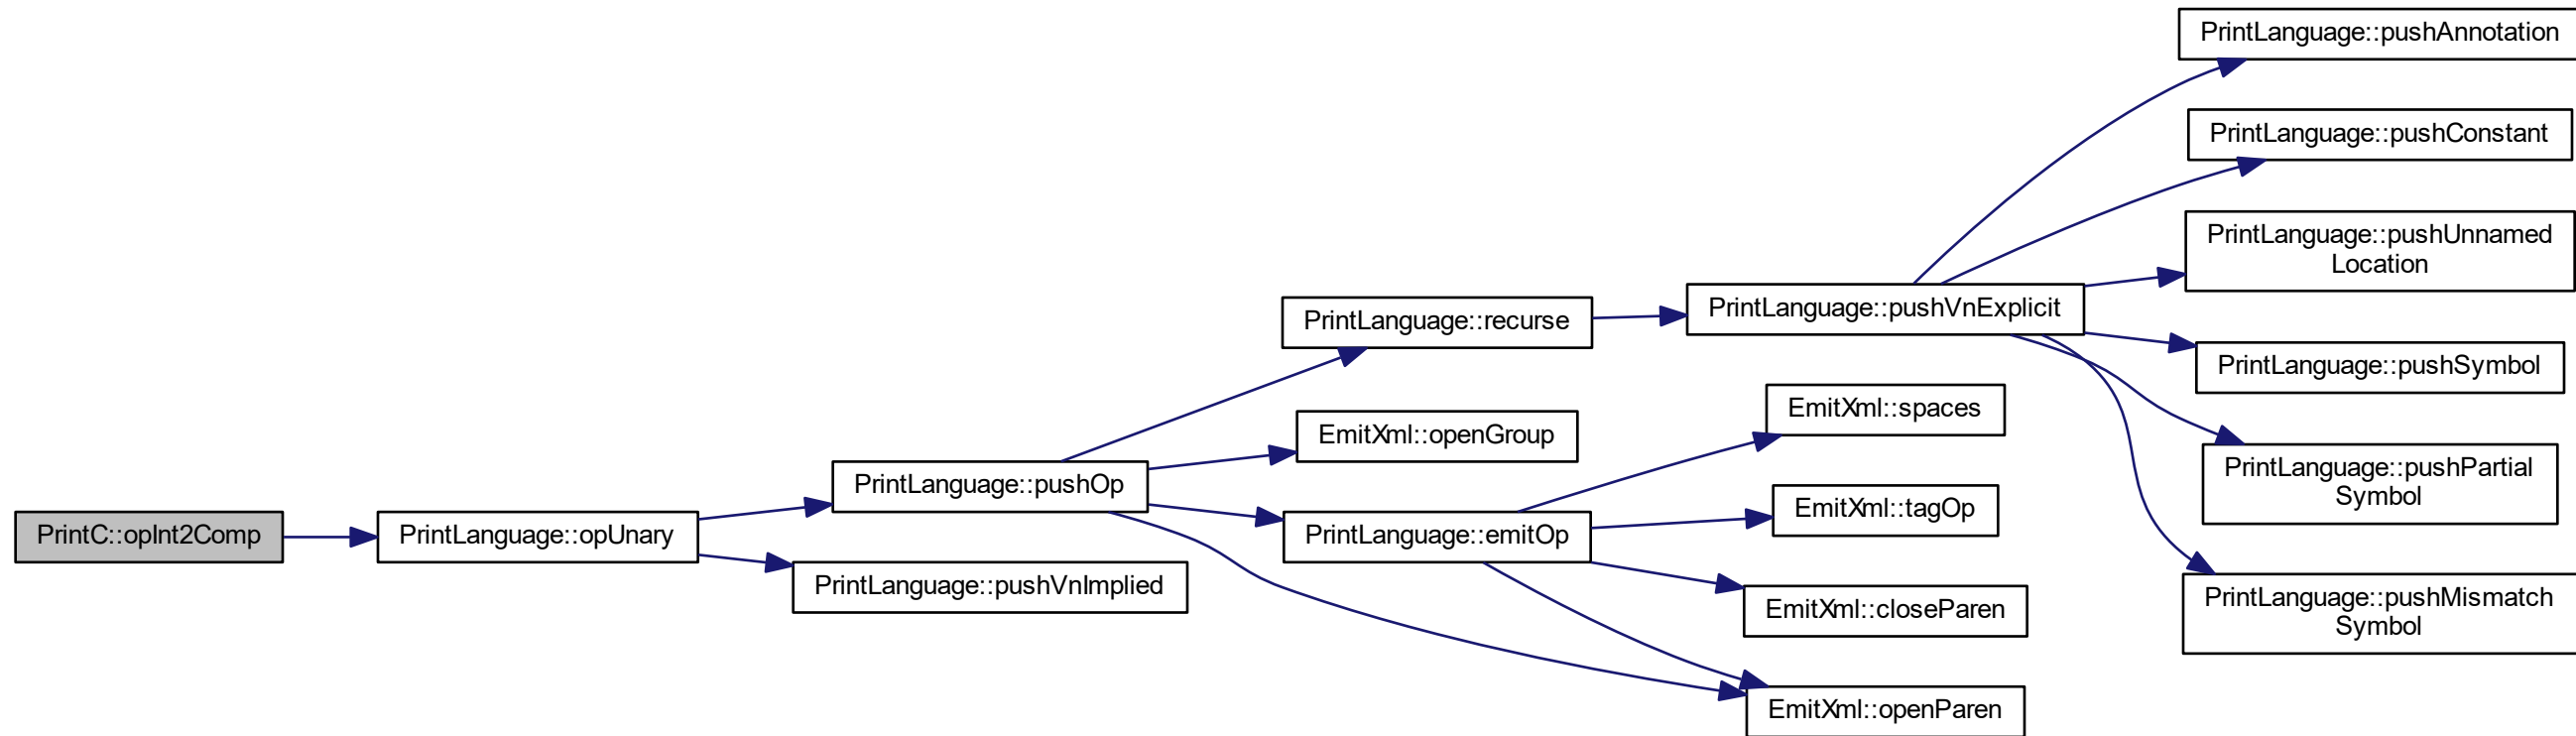 PrintLanguage::pushAnnotation
PrintLanguage::pushConstant
PrintLanguage::pushUnnamed
Location
PrintLanguage::recurse
PrintLanguage::pushVnExplicit
PrintLanguage::pushSymbol
EmitXml::spaces
EmitXml::openGroup
PrintLanguage::pushPartial
Symbol
PrintLanguage::pushOp
EmitXml::tagOp
PrintC::opInt2Comp
PrintLanguage::opUnary
PrintLanguage::emitOp
PrintLanguage::pushVnImplied
EmitXml::closeParen
PrintLanguage::pushMismatch
Symbol
EmitXml::openParen